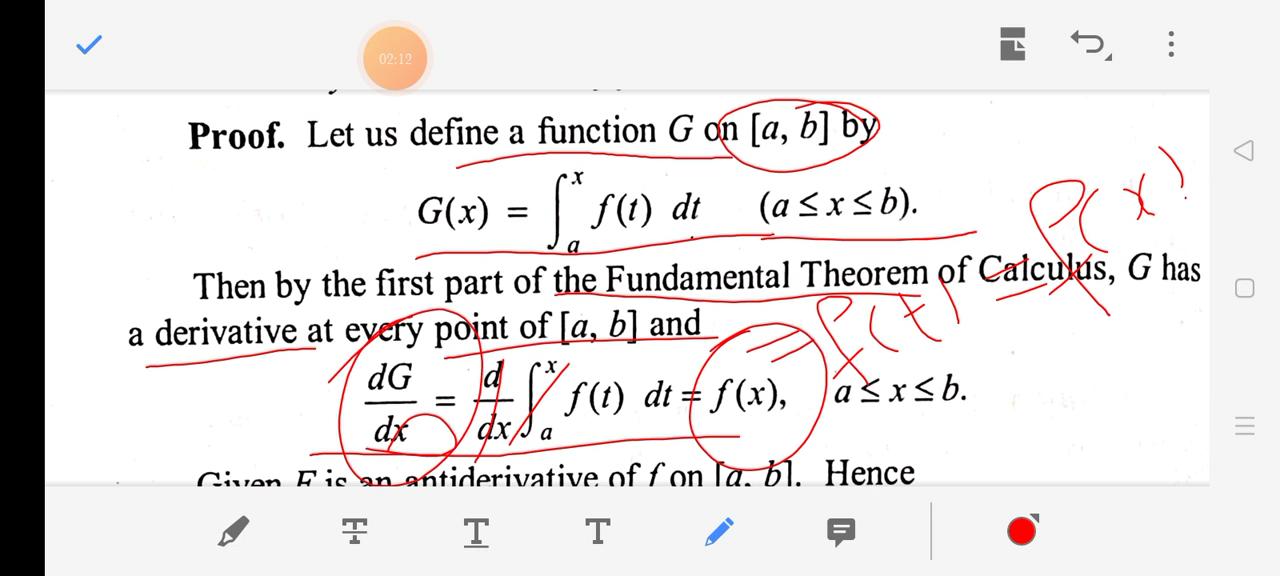 02:12
Proof. Let us define a function G on [a, b] by
G(x) = ∫ₐˣ f(t) dt (a ≤ x ≤ b).
Then by the first part of the Fundamental Theorem of Calculus, G has
a derivative at every point of [a, b] and
dG/dx = d/dx ∫ₐˣ f(t) dt = f(x), a ≤ x ≤ b.
= f(t) = f(x)
Given F is an antiderivative of f on [a, b]. Hence
T T T